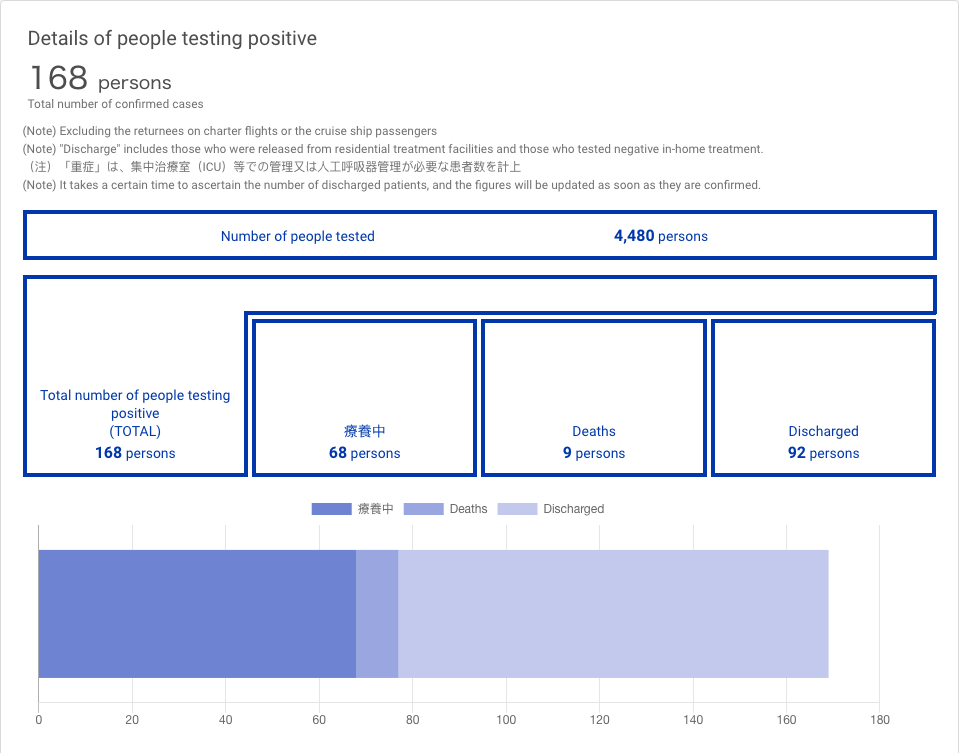 Details of people testing positive
168 persons
Total number of confirmed cases
(Note) Excluding the returnees on charter flights or the cruise ship passengers
(Note) "Discharge" includes those who were released from residential treatment facilities and those who tested negative in-home treatment.
（注）「重症」は、集中治療室（ICU）等での管理又は人工呼吸器管理が必要な患者数を計上
(Note) It takes a certain time to ascertain the number of discharged patients, and the figures will be updated as soon as they are confirmed.
Number of people tested 4,480 persons
Total number of people testing
positive
(TOTAL)
168 persons
療養中
68 persons
Deaths
9 persons
Discharged
92 persons
療養中 Deaths Discharged
0 20 40 60 80 100 120 140 160 180